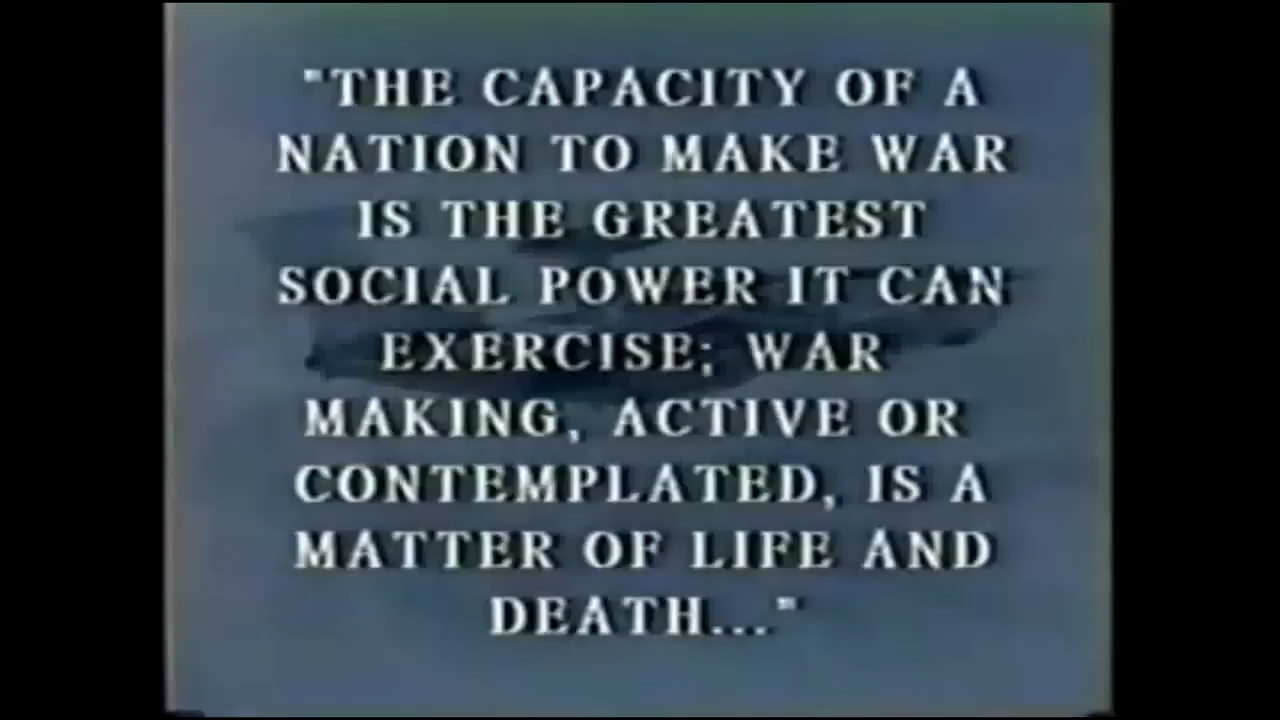 "THE CAPACITY OF A
NATION TO MAKE WAR
IS THE GREATEST
SOCIAL POWER IT CAN
EXERCISE; WAR
MAKING, ACTIVE OR
CONTEMPLATED, IS A
MATTER OF LIFE AND
DEATH..."